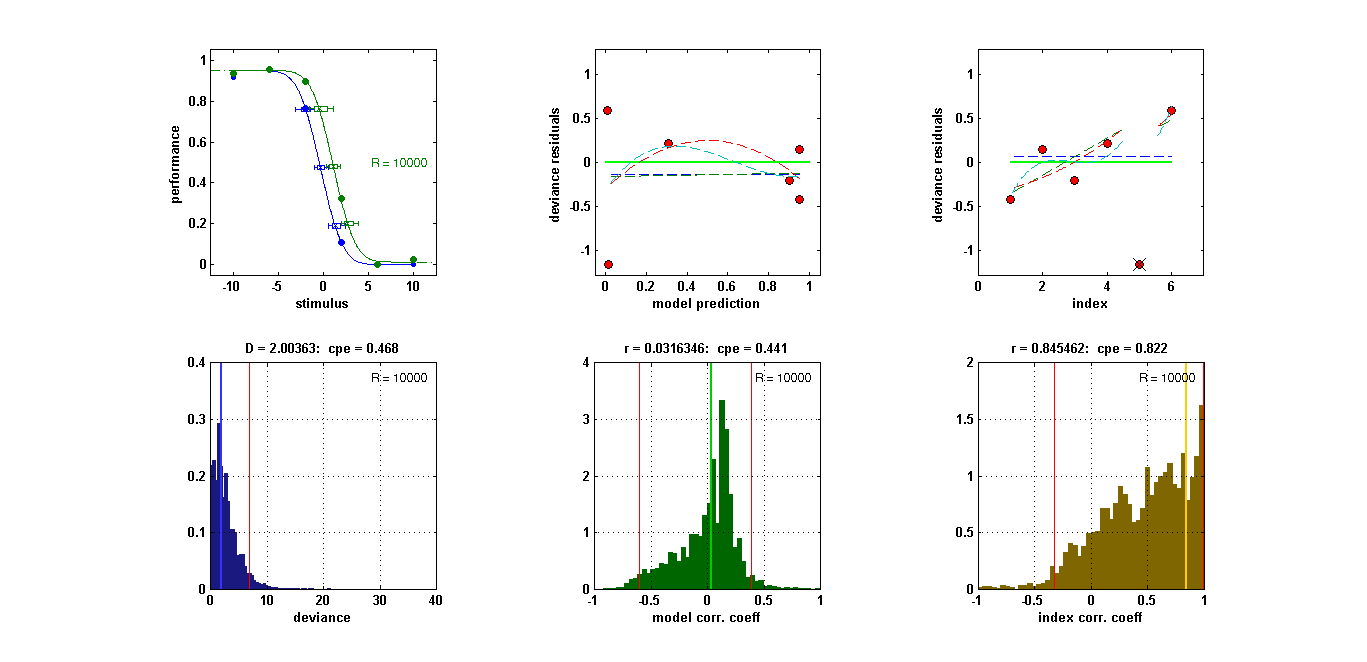 1
0.8
0.6
0.4
0.2
0
-10 -5 0 5 10
performance
stimulus
R = 10000
1
0.5
0
-0.5
-1
0 0.2 0.4 0.6 0.8 1
deviance residuals
model prediction
1
0.5
0
-0.5
-1
0 2 4 6
deviance residuals
index
D = 2.00363: cpe = 0.468
R = 10000
0.4
0.3
0.2
0.1
0
0 10 20 30 40
deviance
r = 0.0316346: cpe = 0.441
R = 10000
4
3
2
1
0
-1 -0.5 0 0.5 1
model corr. coeff
r = 0.845462: cpe = 0.822
R = 10000
2
1.5
1
0.5
0
-1 -0.5 0 0.5 1
index corr. coeff